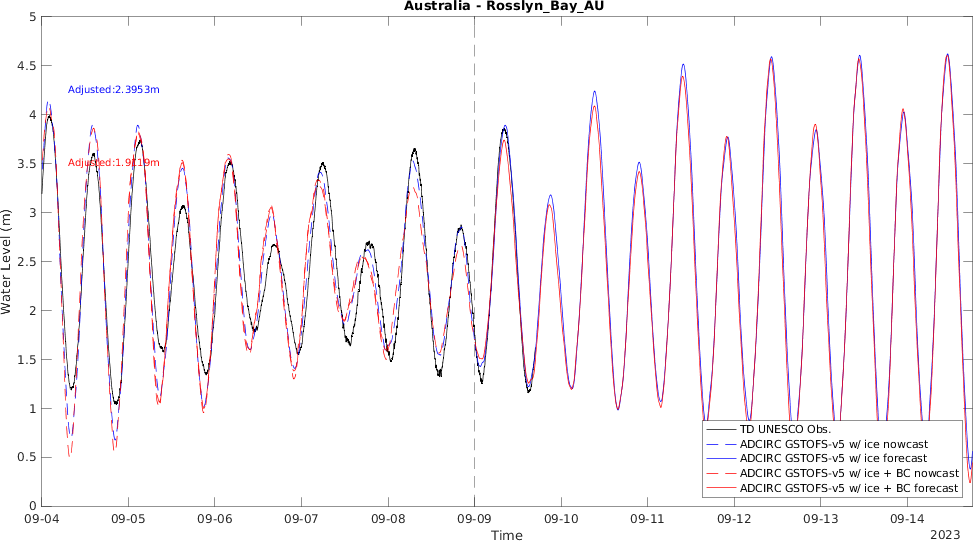 Australia - Rosslyn_Bay_AU
5
4.5
4
3.5
3
2.5
2
1.5
1
0.5
0
Water Level (m)
Adjusted:2.3953m
Adjusted:1.9119m
TD UNESCO Obs.
ADCIRC GSTOFS-v5 w/ ice nowcast
ADCIRC GSTOFS-v5 w/ ice forecast
ADCIRC GSTOFS-v5 w/ ice + BC nowcast
ADCIRC GSTOFS-v5 w/ ice + BC forecast
09-04 09-05 09-06 09-07 09-08 09-09 09-10 09-11 09-12 09-13 09-14
Time
2023